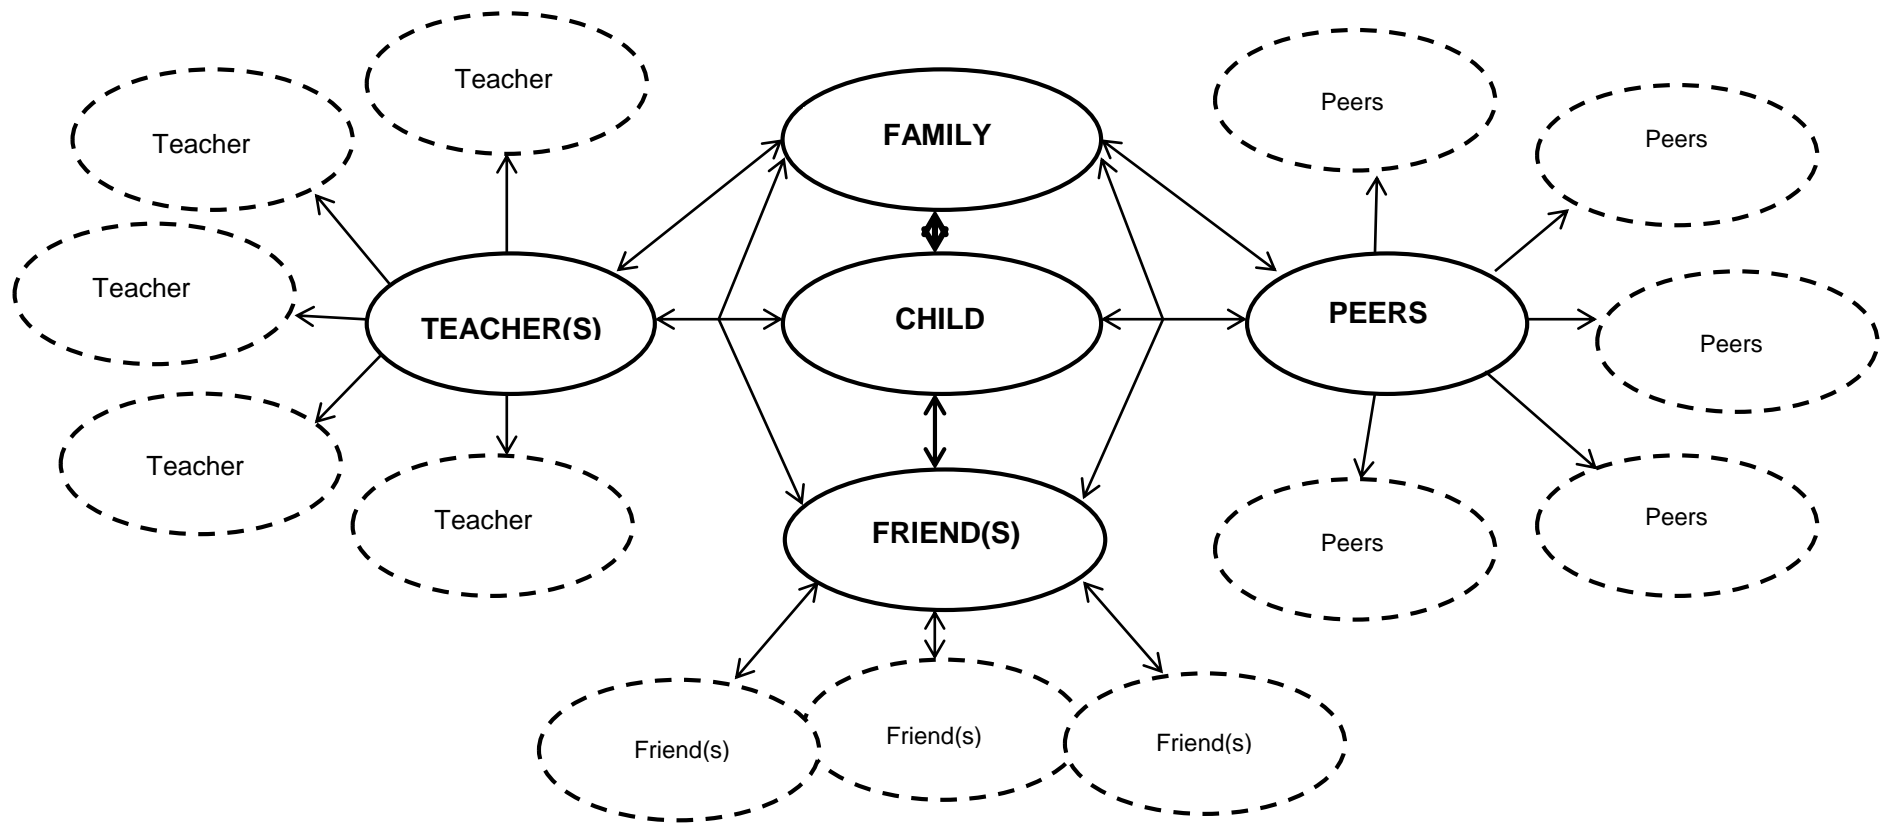 Teacher
Teacher
Teacher
Teacher
Teacher
TEACHER(S)
FAMILY
CHILD
FRIEND(S)
Friend(s)
Friend(s)
Friend(s)
PEERS
Peers
Peers
Peers
Peers
Peers